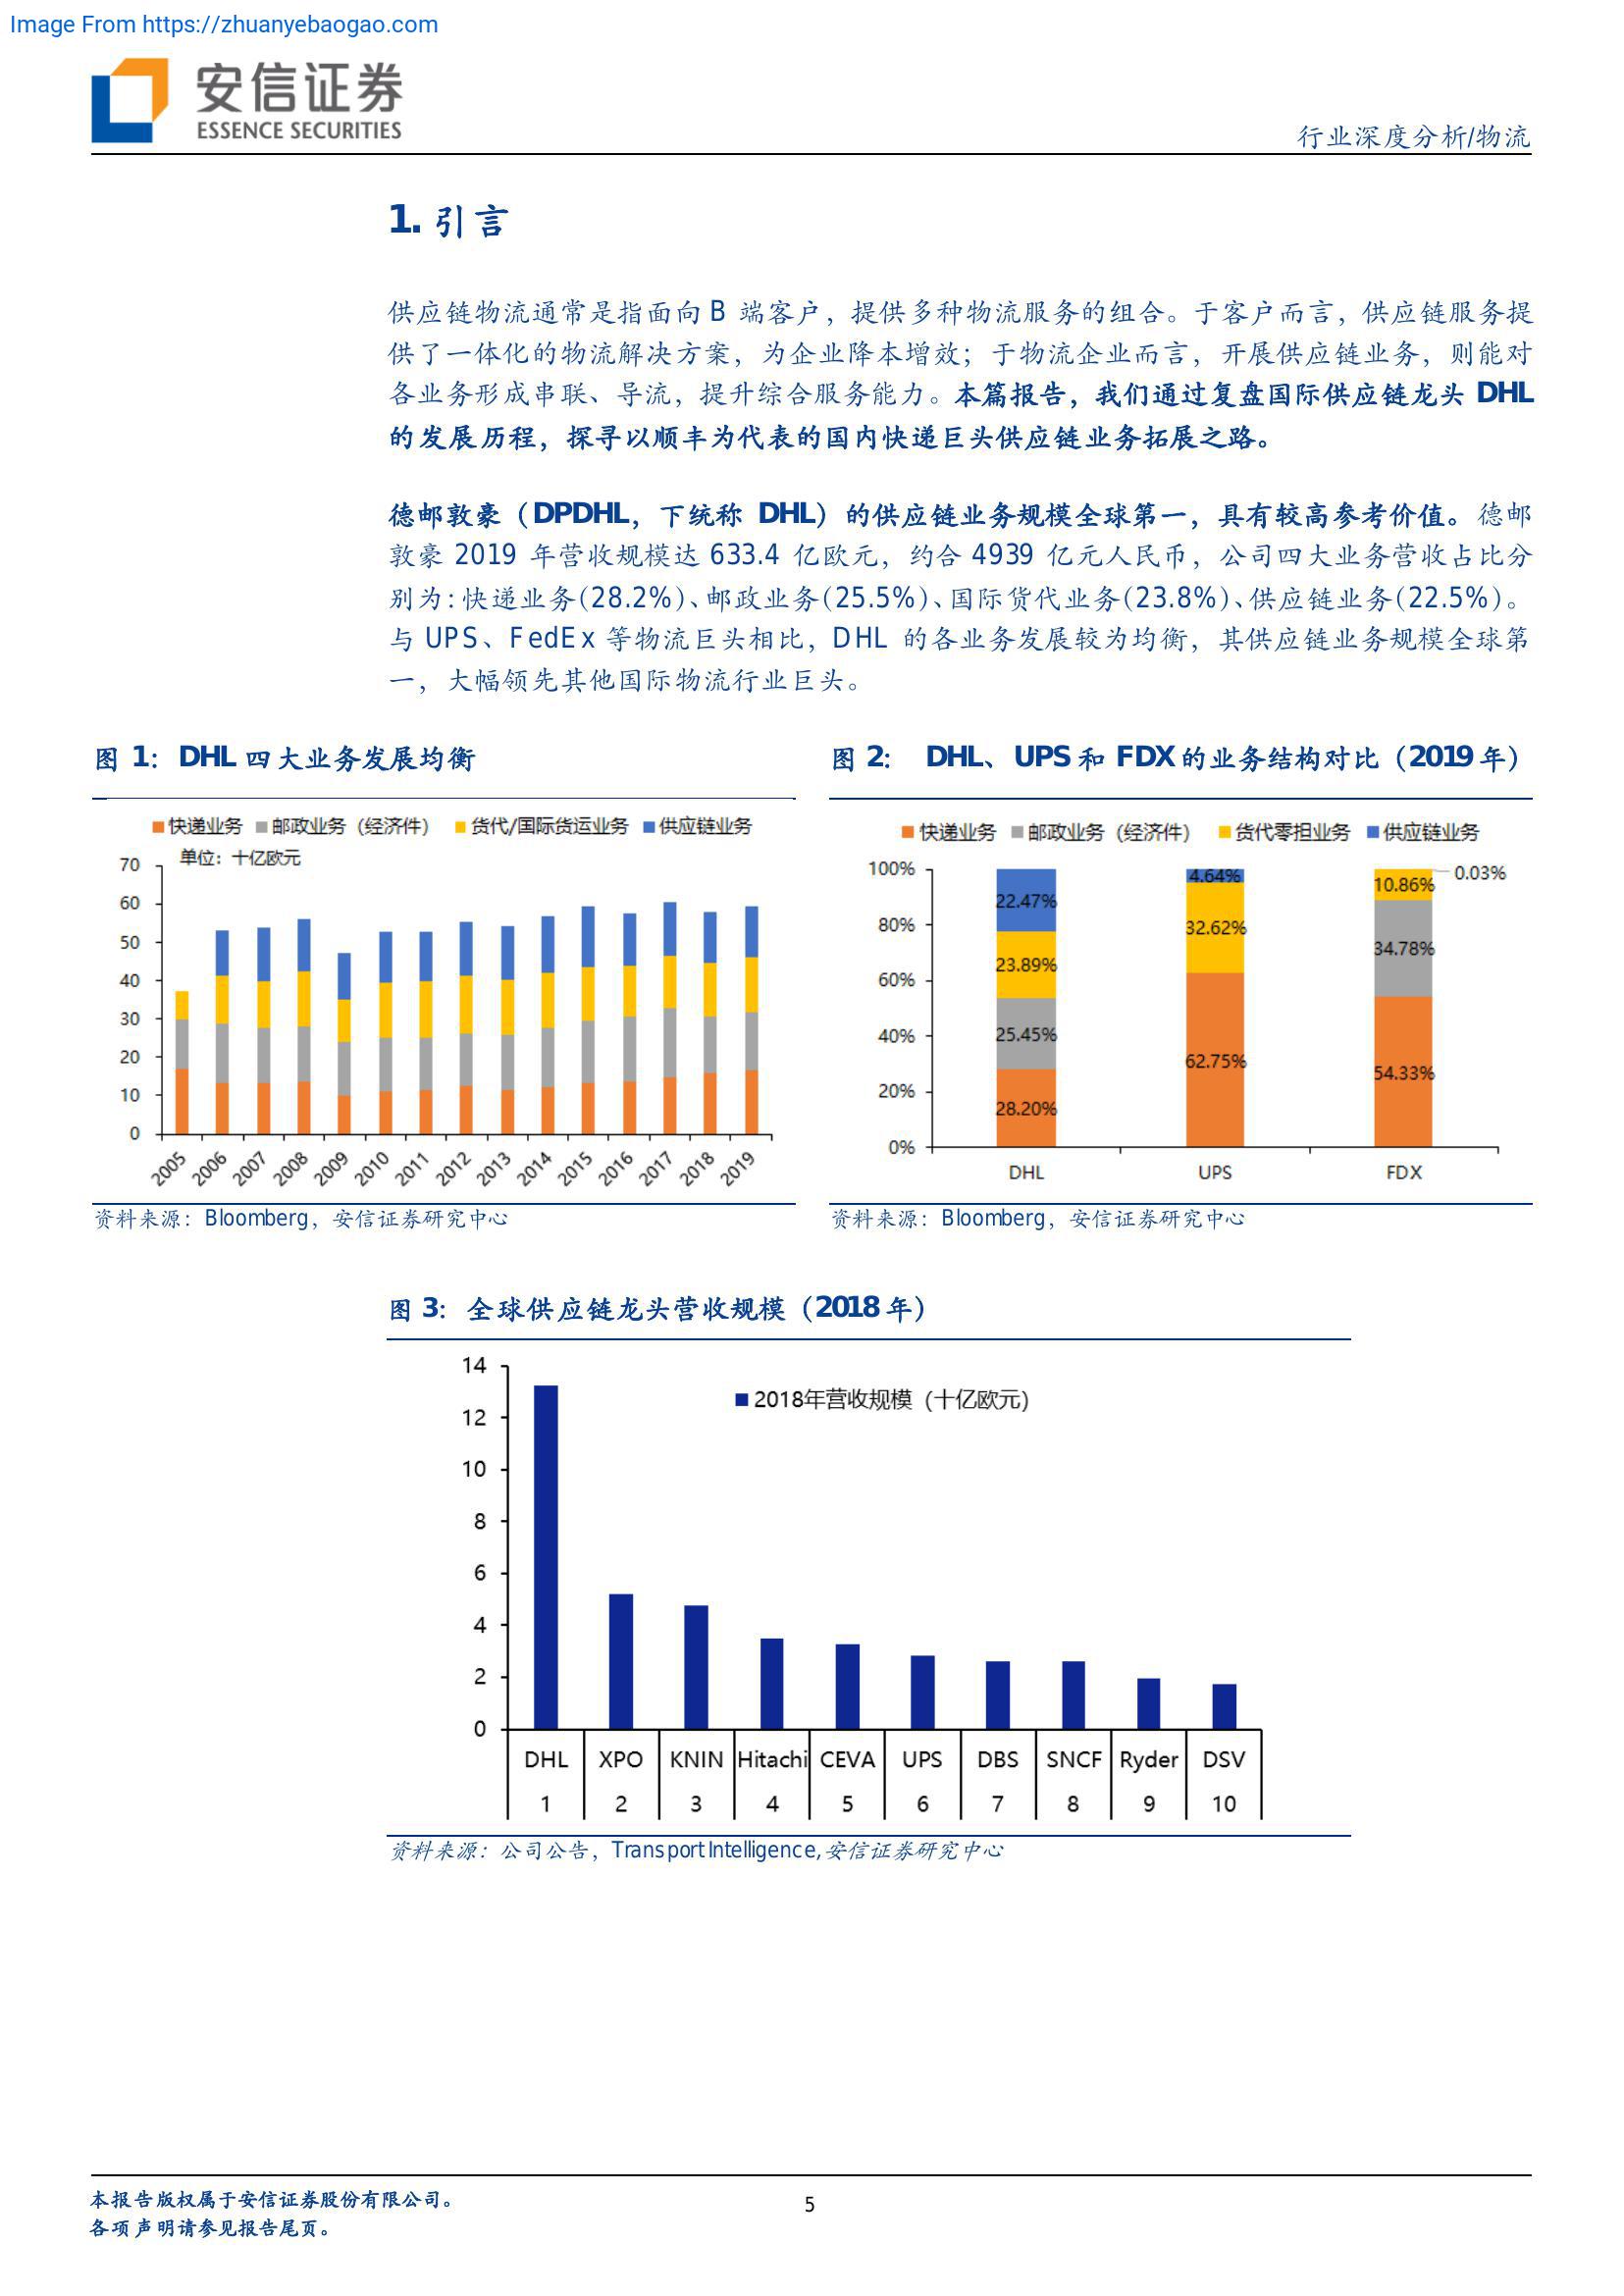 Image From https://zhuanyebaogao.com
安信证券
ESSENCE SECURITIES
行业深度分析/物流
1. 引言
供应链物流通常是指面向 B 端客户，提供多种物流服务的组合。于客户而言，供应链服务提
供了一体化的物流解决方案，为企业降本增效；于物流企业而言，开展供应链业务，则能对
各业务形成串联、导流，提升综合服务能力。本篇报告，我们通过复盘国际供应链龙头 DHL
的发展历程，探寻以顺丰为代表的国内快递巨头供应链业务拓展之路。
德邮敦豪（DPDHL，下统称 DHL）的供应链业务规模全球第一，具有较高参考价值。德邮
敦豪 2019 年营收规模达 633.4 亿欧元，约合 4939 亿元人民币，公司四大业务营收占比分
别为：快递业务(28.2%)、邮政业务(25.5%)、国际货代业务(23.8%)、供应链业务(22.5%)。
与 UPS、FedEx 等物流巨头相比，DHL 的各业务发展较为均衡，其供应链业务规模全球第
一，大幅领先其他国际物流行业巨头。
图 1： DHL 四大业务发展均衡
快递业务 邮政业务（经济件） 货代/国际货运业务 供应链业务
单位：十亿欧元
70
60
50
40
30
20
10
0
2005 2006 2007 2008 2009 2010 2011 2012 2013 2014 2015 2016 2017 2018 2019
资料来源：Bloomberg，安信证券研究中心
图 2： DHL、UPS 和 FDX 的业务结构对比（2019 年）
快递业务 邮政业务（经济件） 货代零担业务 供应链业务
100%
80%
60%
40%
20%
0%
22.47%
23.89%
25.45%
28.20%
4.64%
32.62%
62.75%
0.03%
10.86%
34.78%
54.33%
DHL UPS FDX
资料来源：Bloomberg，安信证券研究中心
图 3：全球供应链龙头营收规模（2018 年）
2018年营收规模（十亿欧元）
14
12
10
8
6
4
2
0
DHL XPO KNIN Hitachi CEVA UPS DBS SNCF Ryder DSV
1 2 3 4 5 6 7 8 9 10
资料来源：公司公告，Transport Intelligence,安信证券研究中心
本报告版权属于安信证券股份有限公司。
各项声明请参见报告尾页。
5